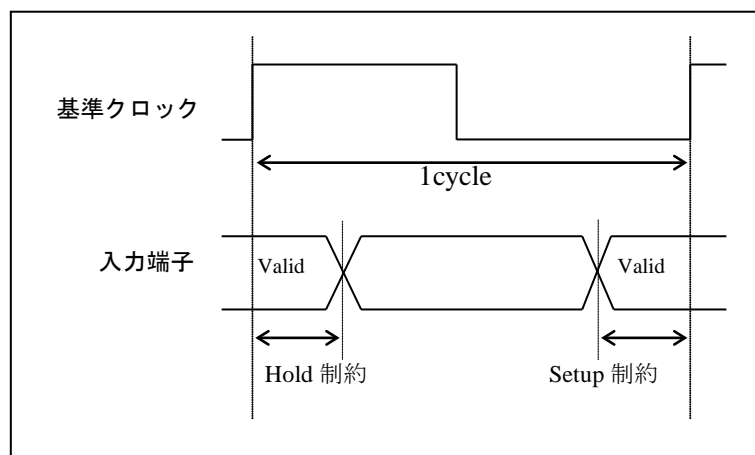 基準クロック
1cycle
入力端子
Valid
Valid
Hold 制約
Setup 制約